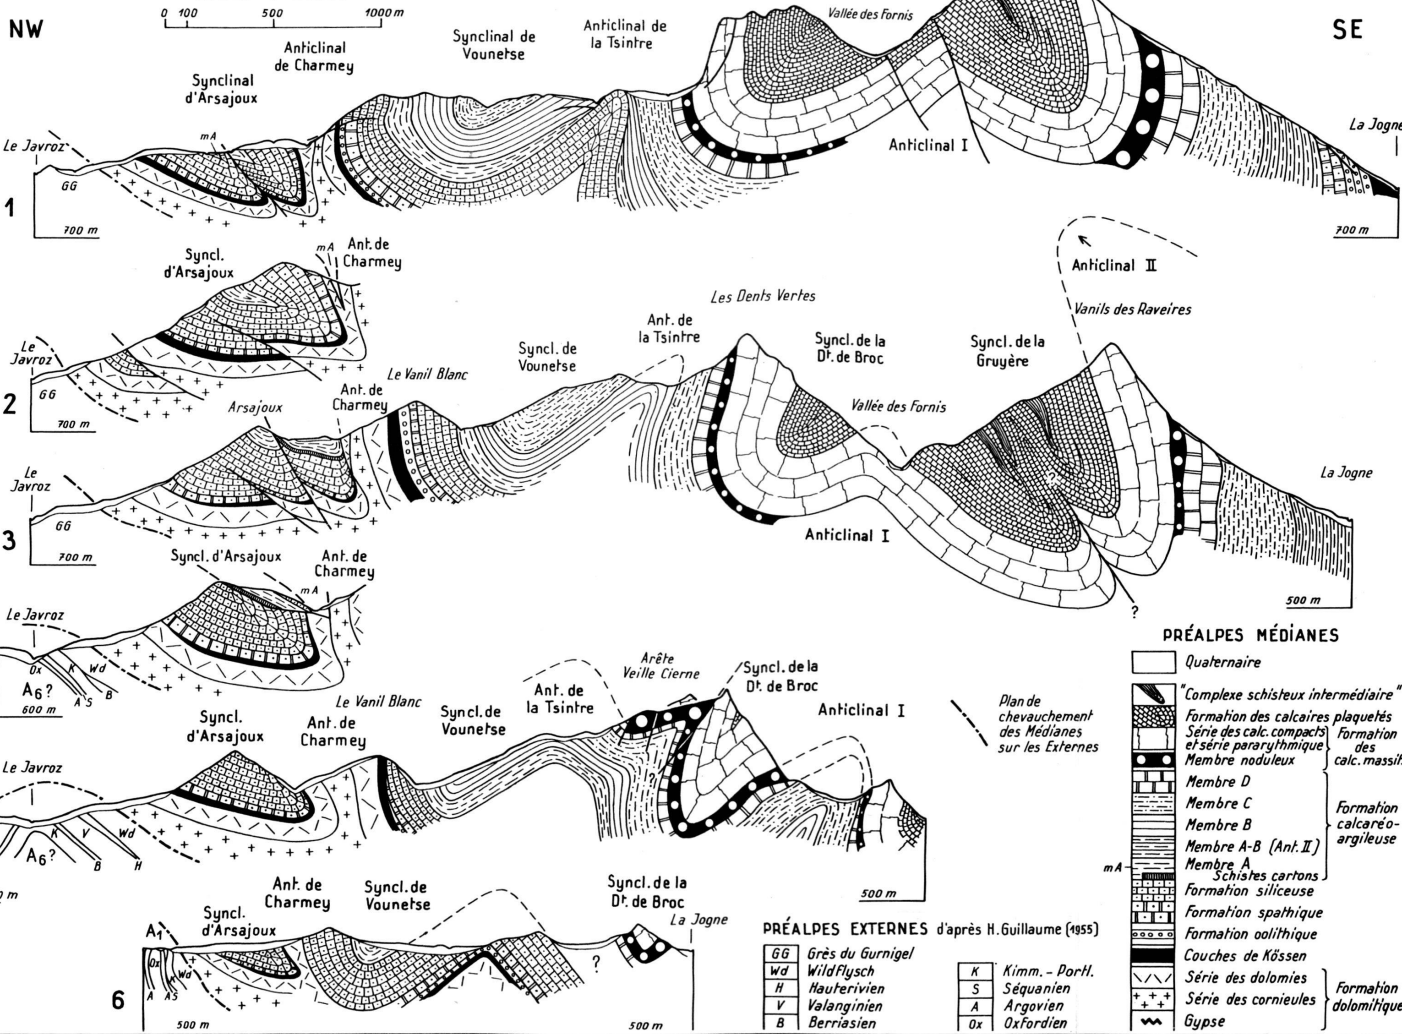 NW
0 100 500 1000 m
SE
Synclinal
d'Arsajoux
Anticlinal
de Charmey
Synclinal de
Vounetse
Anticlinal de
la Tsintre
Vallée des Fornis
Anticlinal I
Le Javroz
mA
GG
La Jogne
1
700 m
700 m
Syncl.
d'Arsajoux
mA
Ant. de
Charmey
Le
Javroz
GG
2
700 m
Anticlinal II
Vanils des Raveires
Les Dents Vertes
Ant. de
la Tsintre
Syncl. de la
Dt. de Broc
Syncl. de la
Gruyère
Syncl. de
Vounetse
Le Vanil Blanc
Ant. de
Charmey
Arsajoux
Vallée des Fornis
Le
Javroz
GG
3
700 m
Anticlinal I
La Jogne
?
500 m
Syncl. d'Arsajoux
Ant. de
Charmey
mA
Le Javroz
Ox
K
Wd
A
S
B
A6?
600 m
Arête
Veille Cierne
Syncl. de la
Dt. de Broc
Ant. de
la Tsintre
Anticlinal I
Le Vanil Blanc
Syncl. de
Vounetse
Syncl.
d'Arsajoux
Ant. de
Charmey
Le Javroz
K
V
Wd
B
H
A6?
?
m
500 m
Plan de
chevauchement
des Médianes
sur les Externes
Syncl.
d'Arsajoux
Ant. de
Charmey
Syncl. de
Vounetse
Syncl. de la
Dt. de Broc
La Jogne
A1
Ox
K
Wd
A
AS
?
6
500 m
500 m
PRÉALPES EXTERNES d'après H. Guillaume (1955)
GG Grès du Gurnigel
Wd Wildflysch
H Hauterivien
V Valanginien
B Berriasien
K Kimm. - Portl.
S Séquanien
A Argovien
Ox Oxfordien
PRÉALPES MÉDIANES
Quaternaire
"Complexe schisteux intermédiaire"
Formation des calcaires plaquetés
Série des calc. compacts
et série pararythmique
Membre noduleux
Formation
des
calc. massifs
Membre D
Membre C
Membre B
Membre A-B (Ant. II)
mA Membre A
Schistes cartons
Formation
calcaréo-
argileuse
Formation siliceuse
Formation spathique
Formation oolithique
Couches de Kössen
Série des dolomies
Série des cornieules
Gypse
Formation
dolomitique